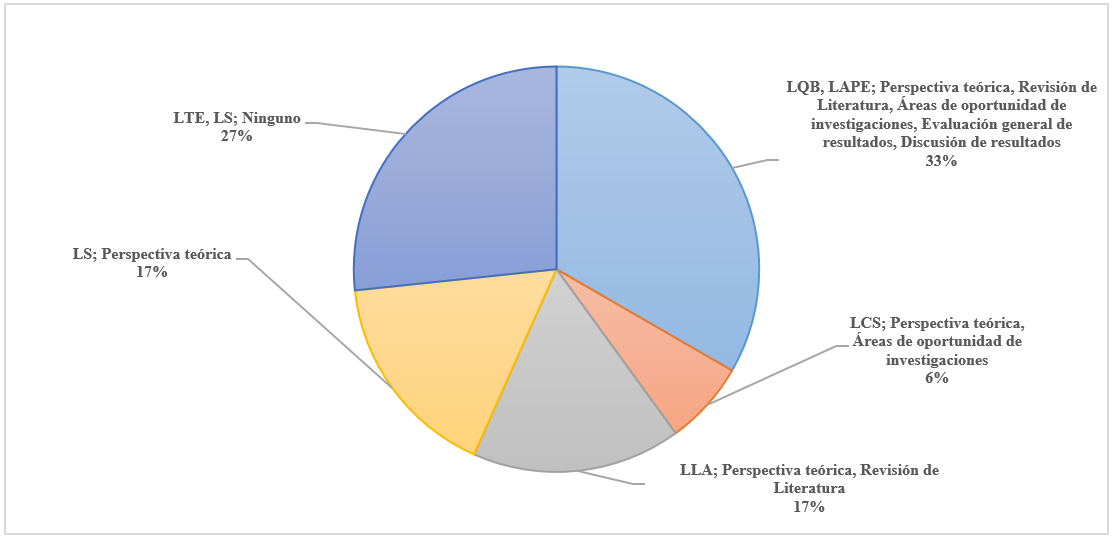 LQB, LAPE; Perspectiva teórica, Revisión de
Literatura, Áreas de oportunidad de
investigaciones, Evaluación general de
resultados, Discusión de resultados
33%
LTE, LS; Ninguno
27%
LS; Perspectiva teórica
17%
LCS; Perspectiva teórica,
Áreas de oportunidad de
investigaciones
6%
LLA; Perspectiva teórica, Revisión de
Literatura
17%